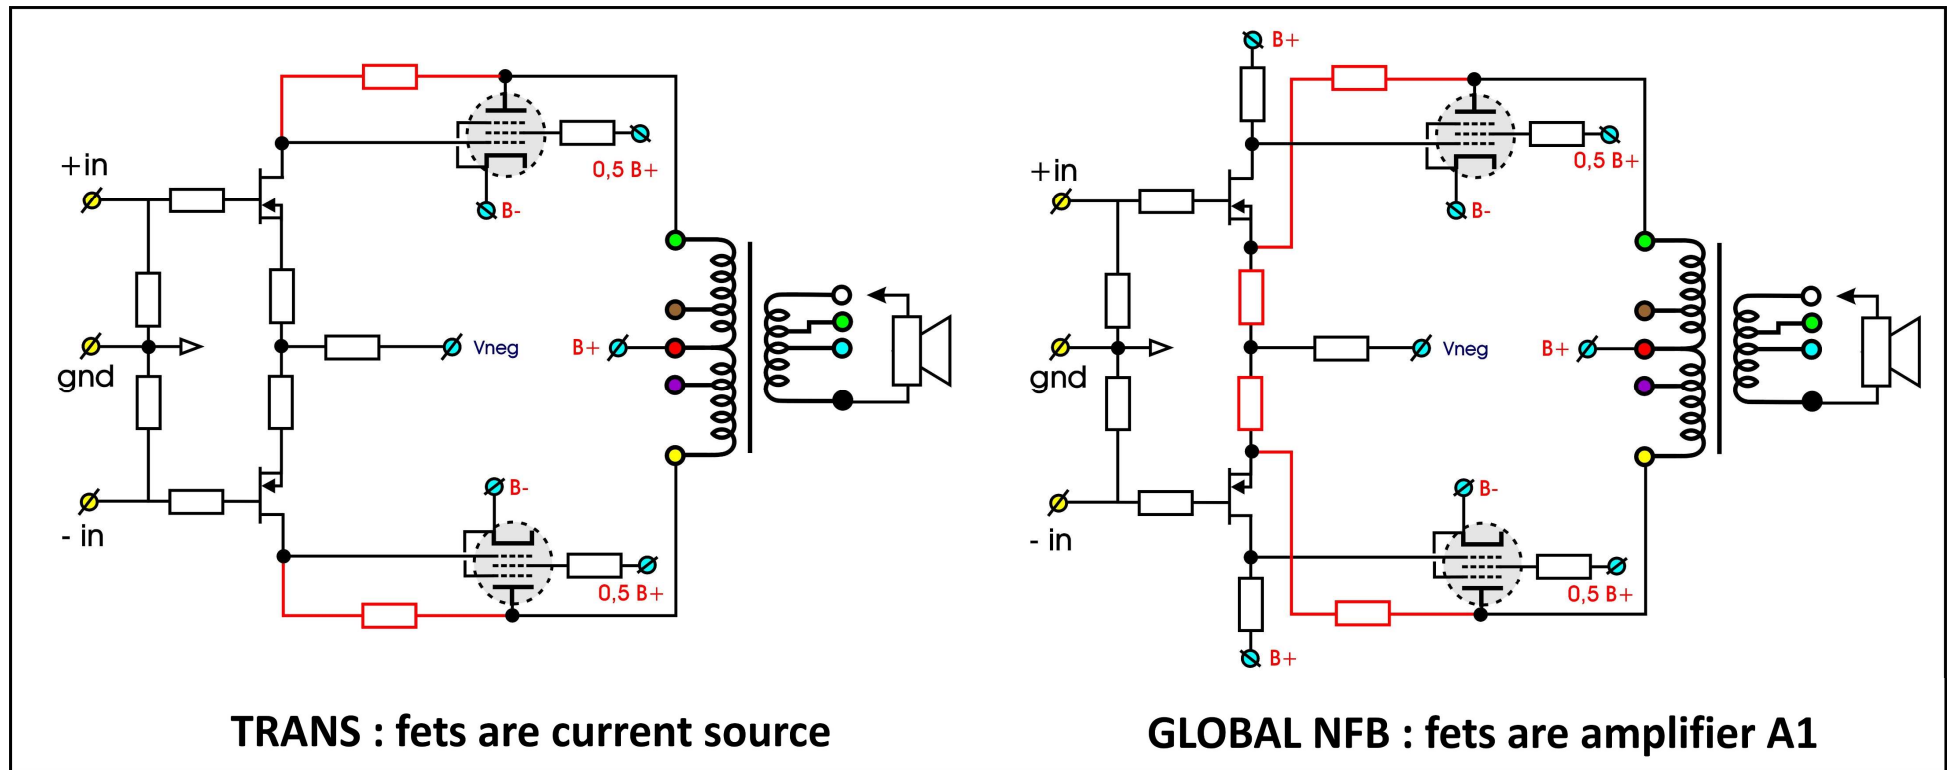 B+
+in
0,5 B+
B-
gnd
B+
Vneg
B-
- in
0,5 B+
TRANS : fets are current source
+in
0,5 B+
B-
gnd
Vneg
B+
B-
- in
0,5 B+
B+
GLOBAL NFB : fets are amplifier A1